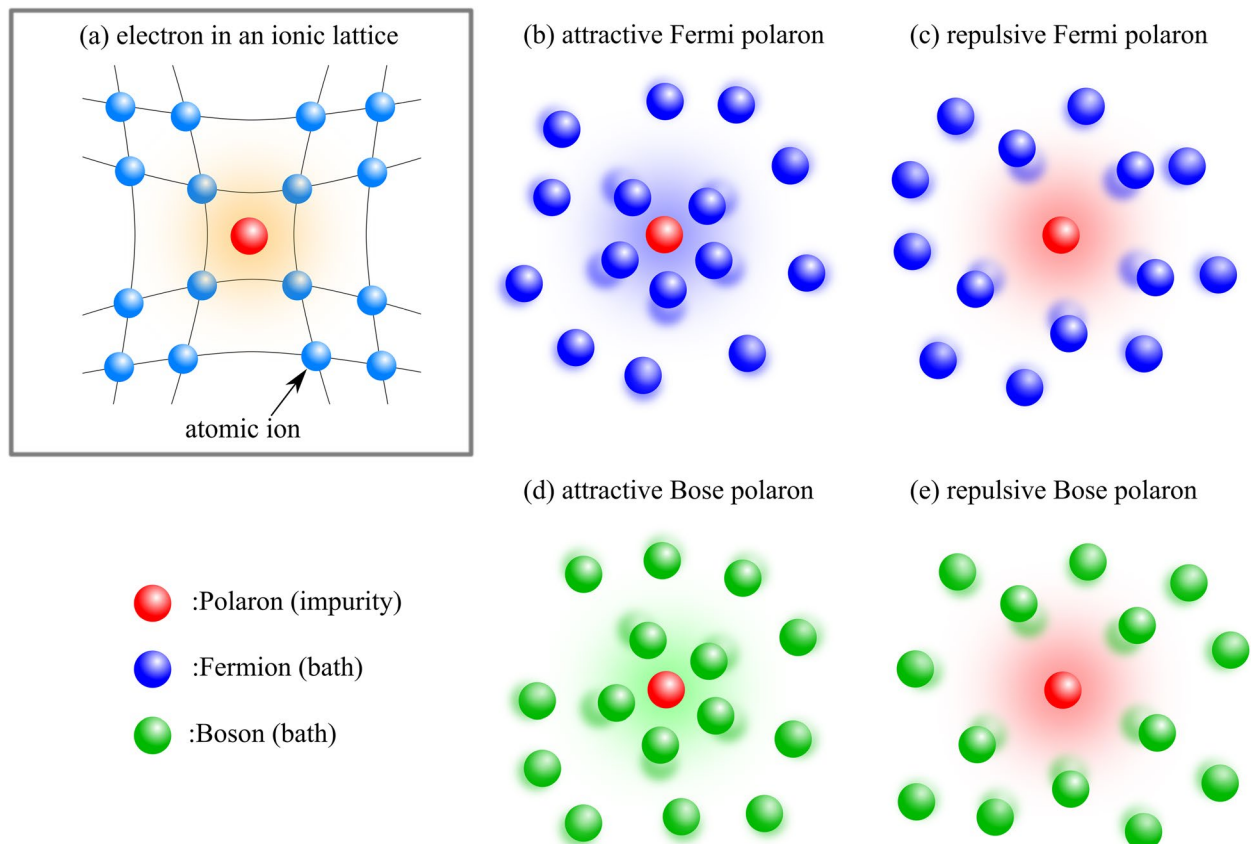 (a) electron in an ionic lattice
atomic ion
(b) attractive Fermi polaron
(c) repulsive Fermi polaron
(d) attractive Bose polaron
(e) repulsive Bose polaron
:Polaron (impurity)
:Fermion (bath)
:Boson (bath)